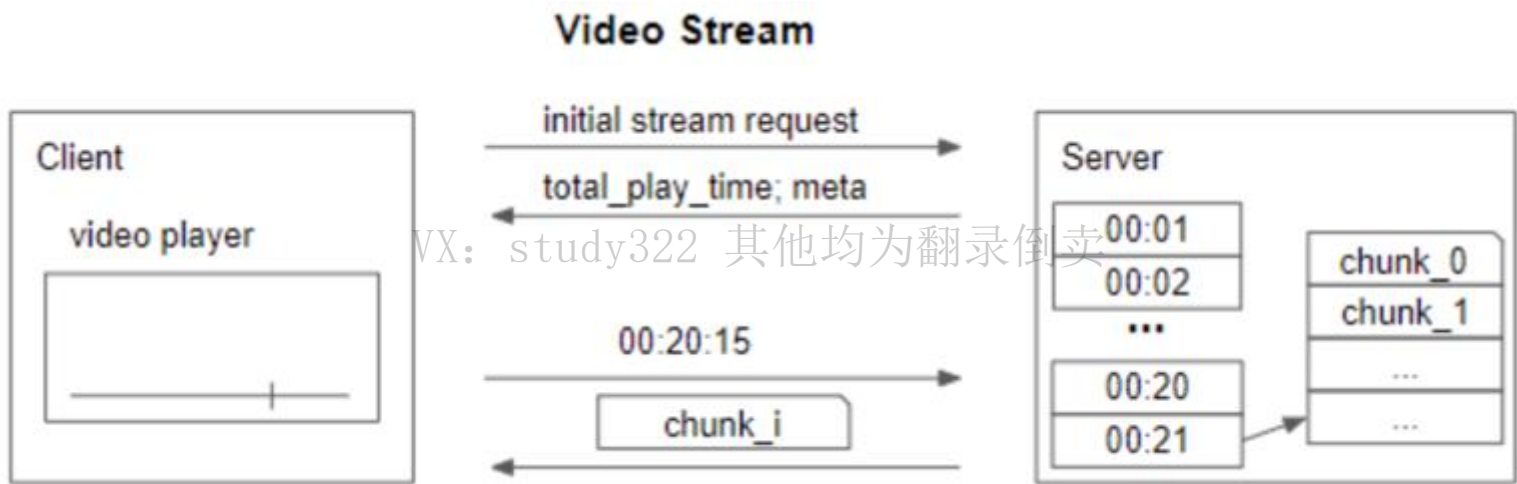 Video Stream
Client
video player
initial stream request
total_play_time; meta
00:20:15
chunk_i
Server
00:01
00:02
...
00:20
00:21
chunk_0
chunk_1
...
...
VX: study322 其他均为翻录倒卖